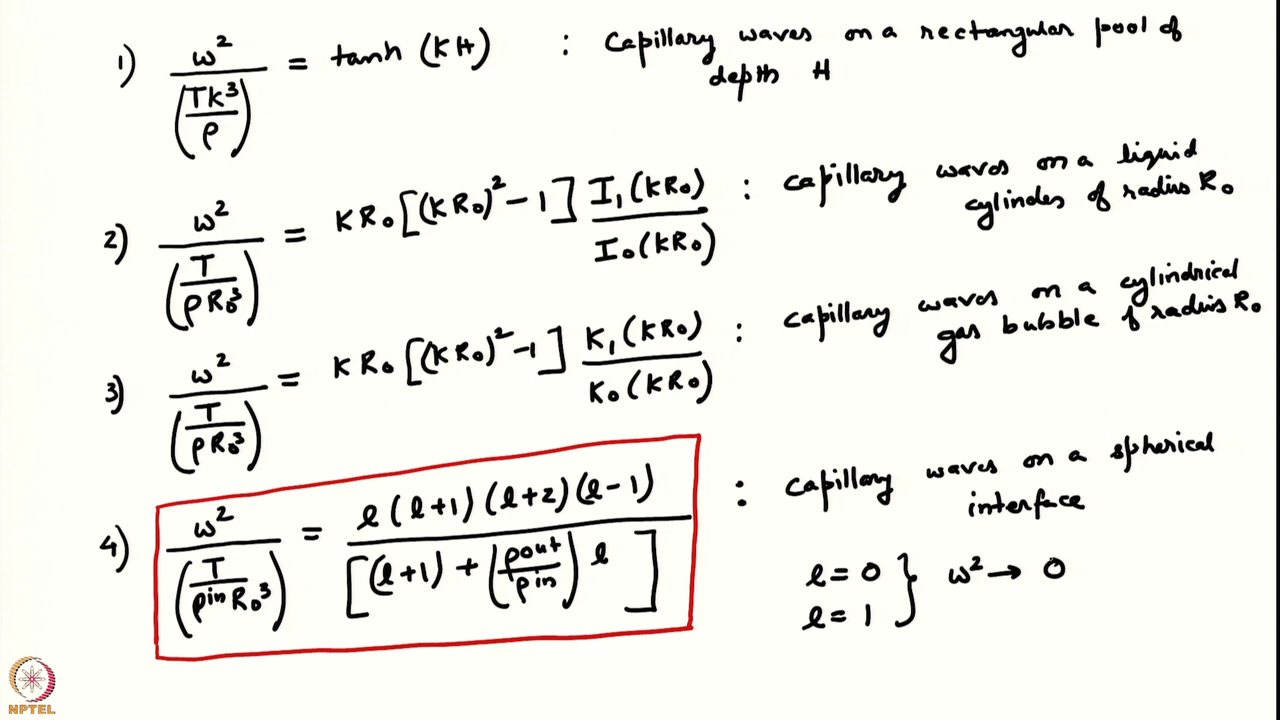 1) ω² / (Tk³/ρ) = tanh (KH) : Capillary waves on a rectangular pool of
depth H
2) ω² / (T/ρR₀³) = KR₀[(KR₀)²-1] I₁(KR₀) / I₀(KR₀) : Capillary waves on a liquid
cylinder of radius R₀
3) ω² / (T/ρR₀³) = KR₀[(KR₀)²-1] K₁(KR₀) / K₀(KR₀) : Capillary waves on a cylindrical
gas bubble of radius R₀
4) ω² / (T/ρⁱⁿR₀³) = l(l+1)(l+2)(l-1) / [(l+1) + (ρout/ρin) l] : Capillary waves on a spherical
interface
l=0
l=1 } ω² → 0
NPTEL